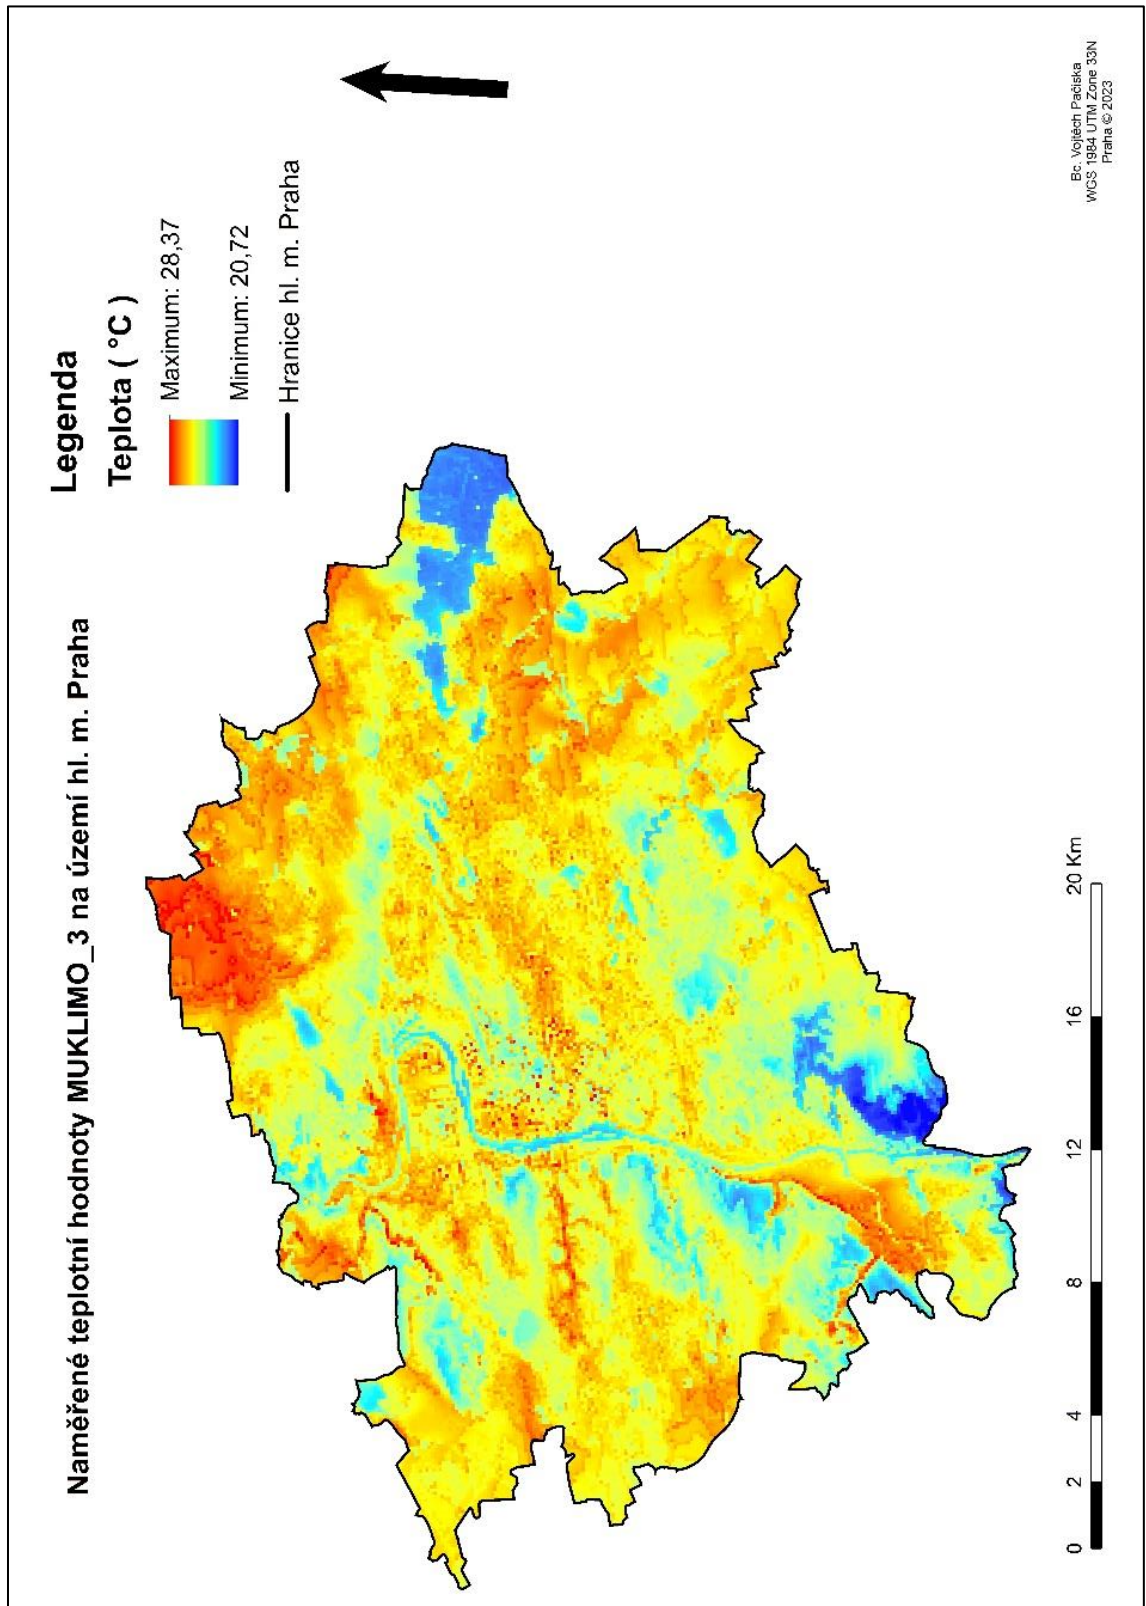 Naměřené teplotní hodnoty MUKLIMO_3 na území hl. m. Praha
Legenda
Teplota ( °C )
Maximum: 28,37
Minimum: 20,72
Hranice hl. m. Praha
0 2 4 8 12 16 20 Km
Bc. Vojtěch Pačiska
WGS 1984 UTM Zone 33N
Praha © 2023